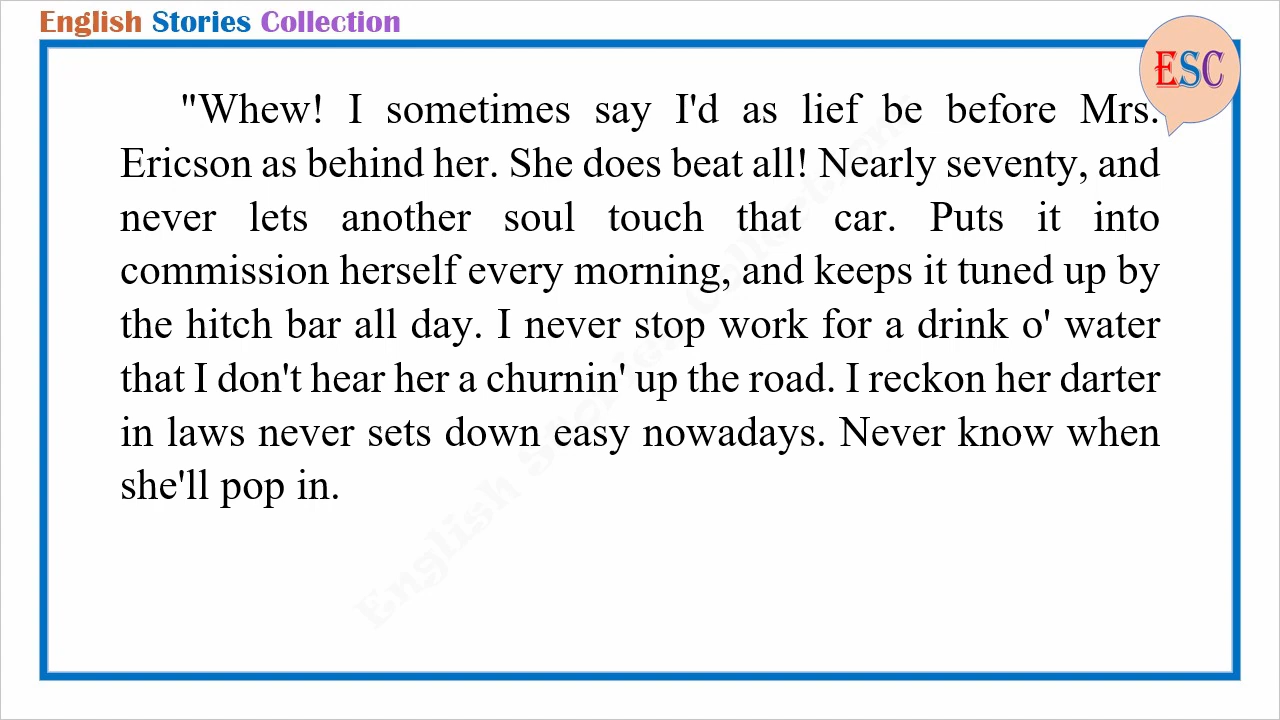 English Stories Collection
ESC
"Whew! I sometimes say I'd as lief be before Mrs.
Ericson as behind her. She does beat all! Nearly seventy, and
never lets another soul touch that car. Puts it into
commission herself every morning, and keeps it tuned up by
the hitch bar all day. I never stop work for a drink o' water
that I don't hear her a churnin' up the road. I reckon her darter
in laws never sets down easy nowadays. Never know when
she'll pop in.
English Stories Collection